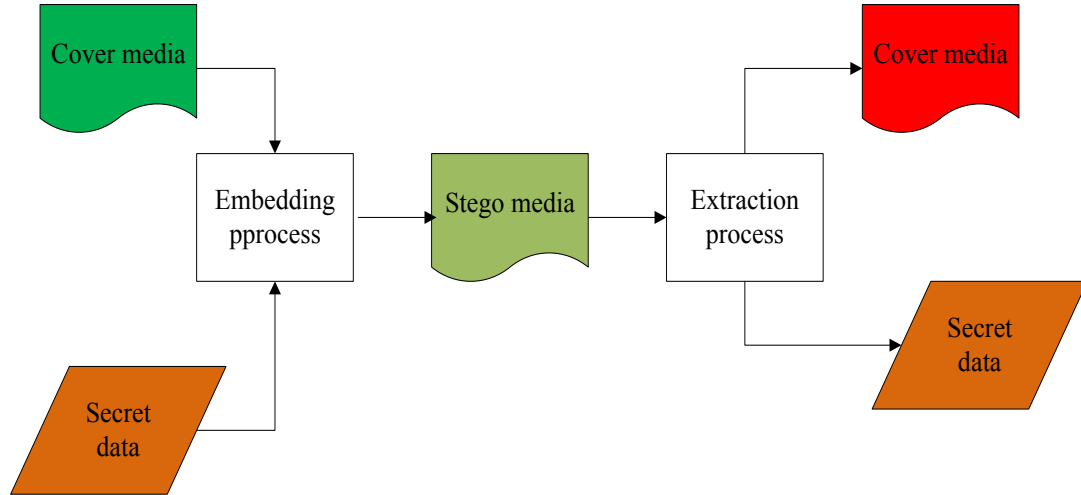 Cover media
Cover media
Embedding
pprocess
Stego media
Extraction
process
Secret
data
Secret
data